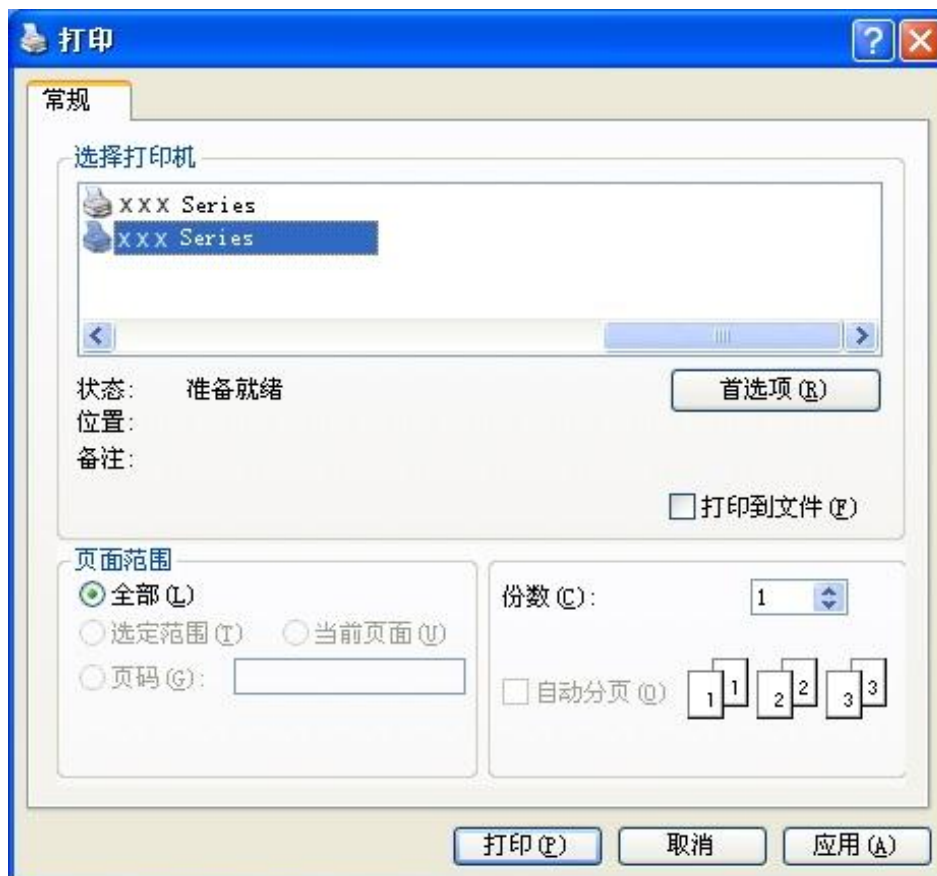 打印
常规
选择打印机
XXX Series
XXX Series
状态: 准备就绪
首选项(R)
位置:
备注:
打印到文件(F)
页面范围
全部(L)
选定范围(T) 当前页面(U)
页码(G):
份数(C): 1
自动分页(O) 1 1 2 2 3 3
打印(P) 取消 应用(A)